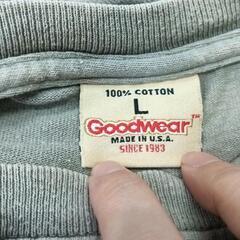 100% COTTON
L
Goodwear™
MADE IN U.S.A.
SINCE 1983